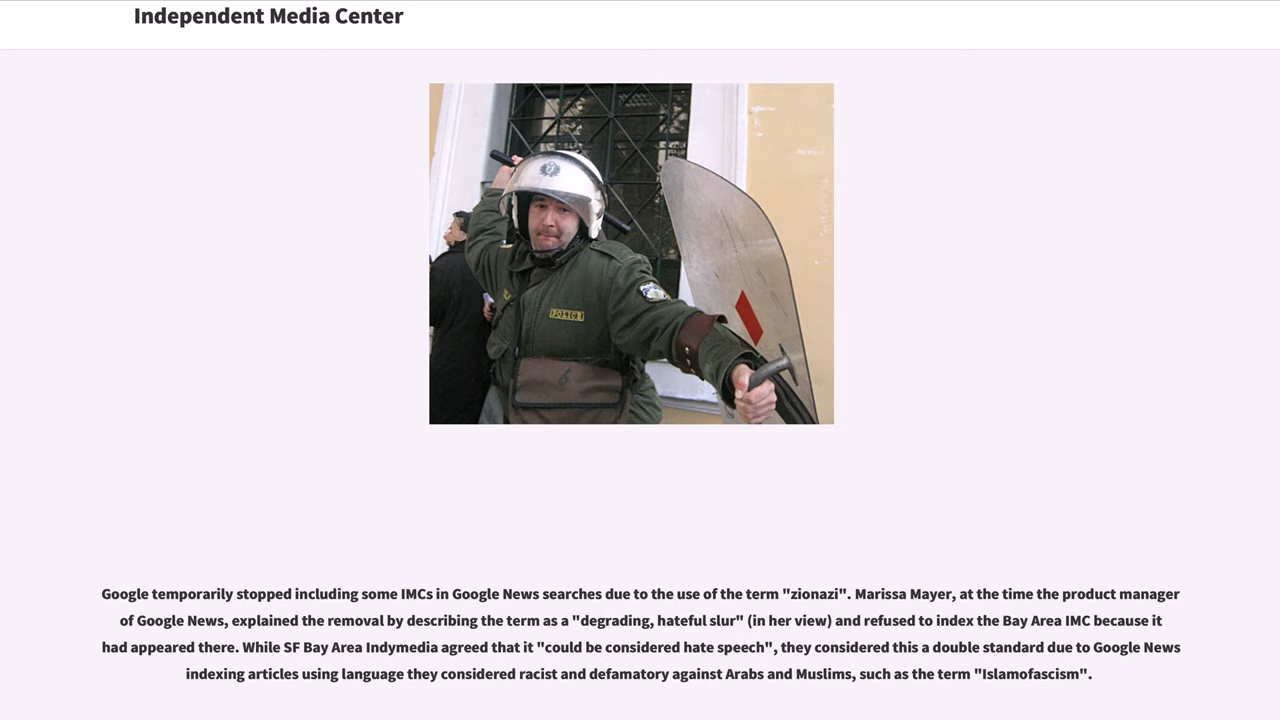 Independent Media Center
POLICE
6
Google temporarily stopped including some IMCs in Google News searches due to the use of the term "zionazi". Marissa Mayer, at the time the product manager
of Google News, explained the removal by describing the term as a "degrading, hateful slur" (in her view) and refused to index the Bay Area IMC because it
had appeared there. While SF Bay Area Indymedia agreed that it "could be considered hate speech", they considered this a double standard due to Google News
indexing articles using language they considered racist and defamatory against Arabs and Muslims, such as the term "Islamofascism".